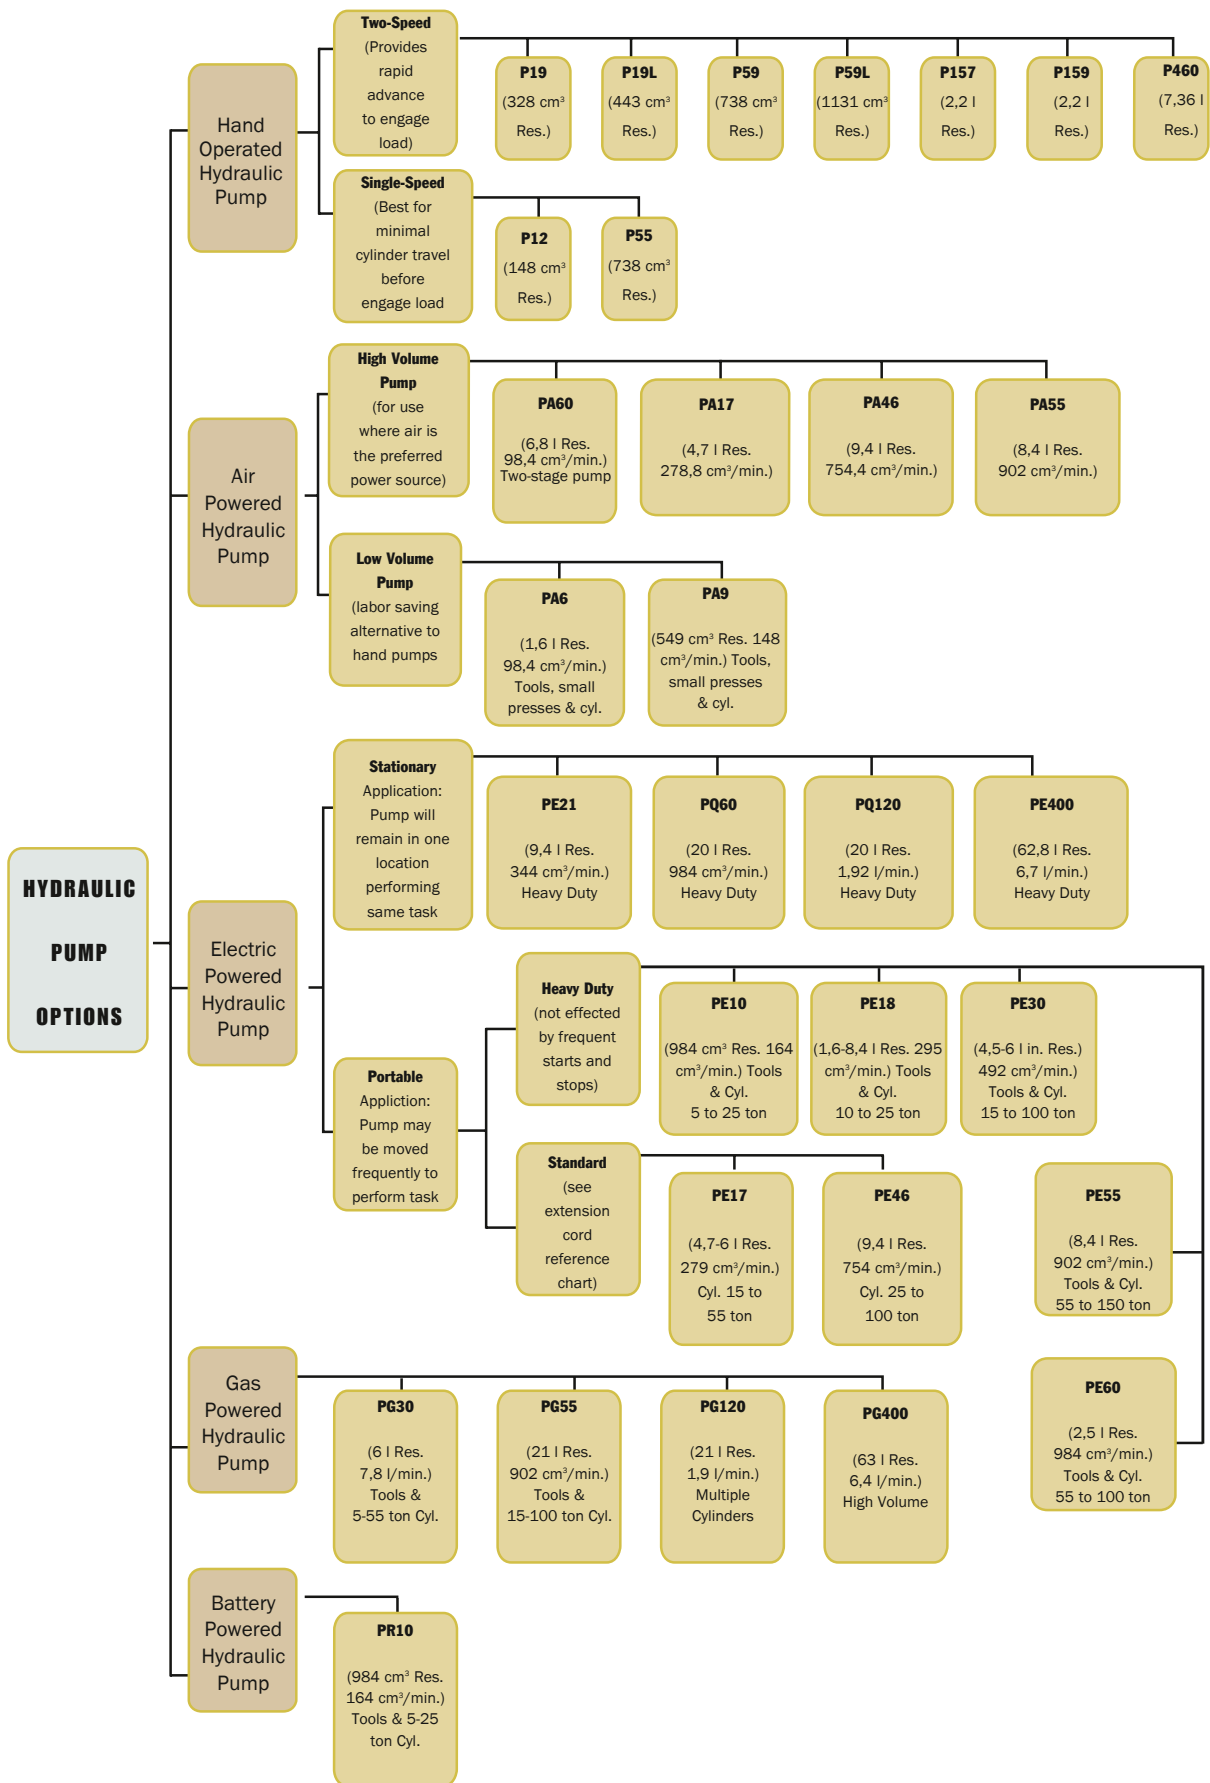 HYDRAULIC
PUMP
OPTIONS
Hand
Operated
Hydraulic
Pump
Two-Speed
(Provides
rapid
advance
to engage
load)
P19
(328 cm³
Res.)
P19L
(443 cm³
Res.)
P59
(738 cm³
Res.)
P59L
(1131 cm³
Res.)
P157
(2,2 l
Res.)
P159
(2,2 l
Res.)
P460
(7,36 l
Res.)
Single-Speed
(Best for
minimal
cylinder travel
before
engage load
P12
(148 cm³
Res.)
P55
(738 cm³
Res.)
Air
Powered
Hydraulic
Pump
High Volume
Pump
(for use
where air is
the preferred
power source)
PA60
(6,8 l Res.
98,4 cm³/min.)
Two-stage pump
PA17
(4,7 l Res.
278,8 cm³/min.)
PA46
(9,4 l Res.
754,4 cm³/min.)
PA55
(8,4 l Res.
902 cm³/min.)
Low Volume
Pump
(labor saving
alternative to
hand pumps
PA6
(1,6 l Res.
98,4 cm³/min.)
Tools, small
presses & cyl.
PA9
(549 cm³ Res. 148
cm³/min.) Tools,
small presses
& cyl.
Electric
Powered
Hydraulic
Pump
Stationary
Application:
Pump will
remain in one
location
performing
same task
PE21
(9,4 l Res.
344 cm³/min.)
Heavy Duty
PQ60
(20 l Res.
984 cm³/min.)
Heavy Duty
PQ120
(20 l Res.
1,92 l/min.)
Heavy Duty
PE400
(62,8 l Res.
6,7 l/min.)
Heavy Duty
Portable
Appliction:
Pump may
be moved
frequently to
perform task
Heavy Duty
(not effected
by frequent
starts and
stops)
PE10
(984 cm³ Res. 164
cm³/min.) Tools
& Cyl.
5 to 25 ton
PE18
(1,6-8,4 l Res. 295
cm³/min.) Tools
& Cyl.
10 to 25 ton
PE30
(4,5-6 l in. Res.)
492 cm³/min.)
Tools & Cyl.
15 to 100 ton
PE55
(8,4 l Res.
902 cm³/min.)
Tools & Cyl.
55 to 150 ton
PE60
(2,5 l Res.
984 cm³/min.)
Tools & Cyl.
55 to 100 ton
Standard
(see
extension
cord
reference
chart)
PE17
(4,7-6 l Res.
279 cm³/min.)
Cyl. 15 to
55 ton
PE46
(9,4 l Res.
754 cm³/min.)
Cyl. 25 to
100 ton
Gas
Powered
Hydraulic
Pump
PG30
(6 l Res.
7,8 l/min.)
Tools &
5-55 ton Cyl.
PG55
(21 l Res.
902 cm³/min.)
Tools &
15-100 ton Cyl.
PG120
(21 l Res.
1,9 l/min.)
Multiple
Cylinders
PG400
(63 l Res.
6,4 l/min.)
High Volume
Battery
Powered
Hydraulic
Pump
PR10
(984 cm³ Res.
164 cm³/min.)
Tools & 5-25
ton Cyl.